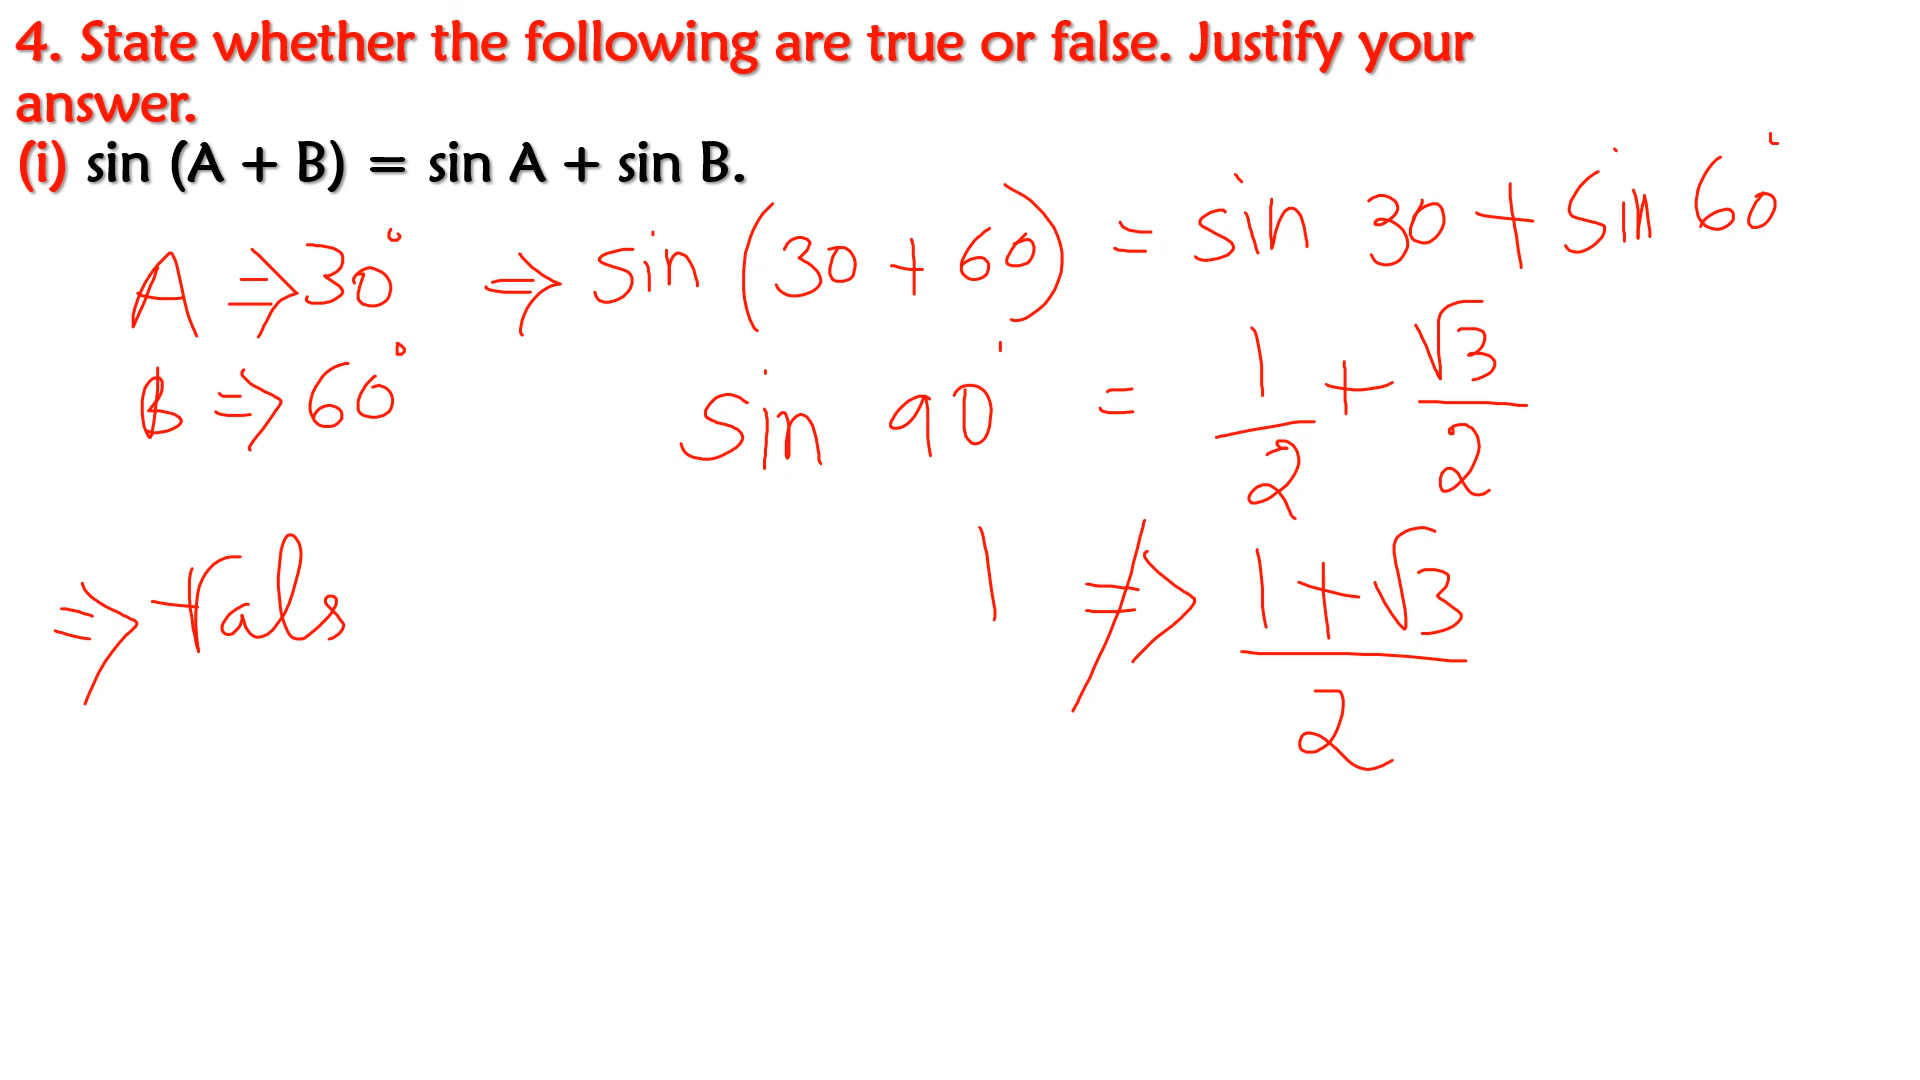 4. State whether the following are true or false. Justify your
answer.
(i) sin (A + B) = sin A + sin B.
A ⇒ 30° ⇒ sin (30 + 60) = sin 30 + sin 60°
B ⇒ 60° sin 90° = 1/2 + √3/2
1 ≠> (1+√3)/2
⇒ fals